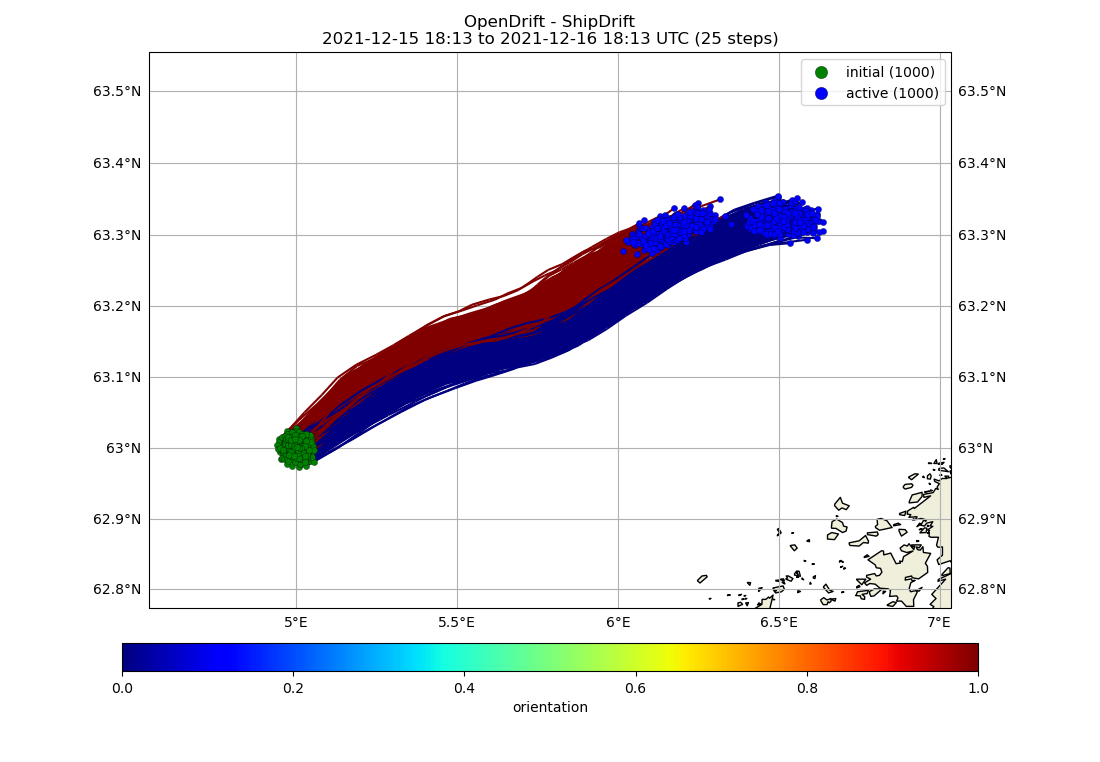 OpenDrift - ShipDrift
2021-12-15 18:13 to 2021-12-16 18:13 UTC (25 steps)
initial (1000)
active (1000)
63.5°N 63.5°N
63.4°N 63.4°N
63.3°N 63.3°N
63.2°N 63.2°N
63.1°N 63.1°N
63°N 63°N
62.9°N 62.9°N
62.8°N 62.8°N
5°E 5.5°E 6°E 6.5°E 7°E
0.0 0.2 0.4 0.6 0.8 1.0
orientation